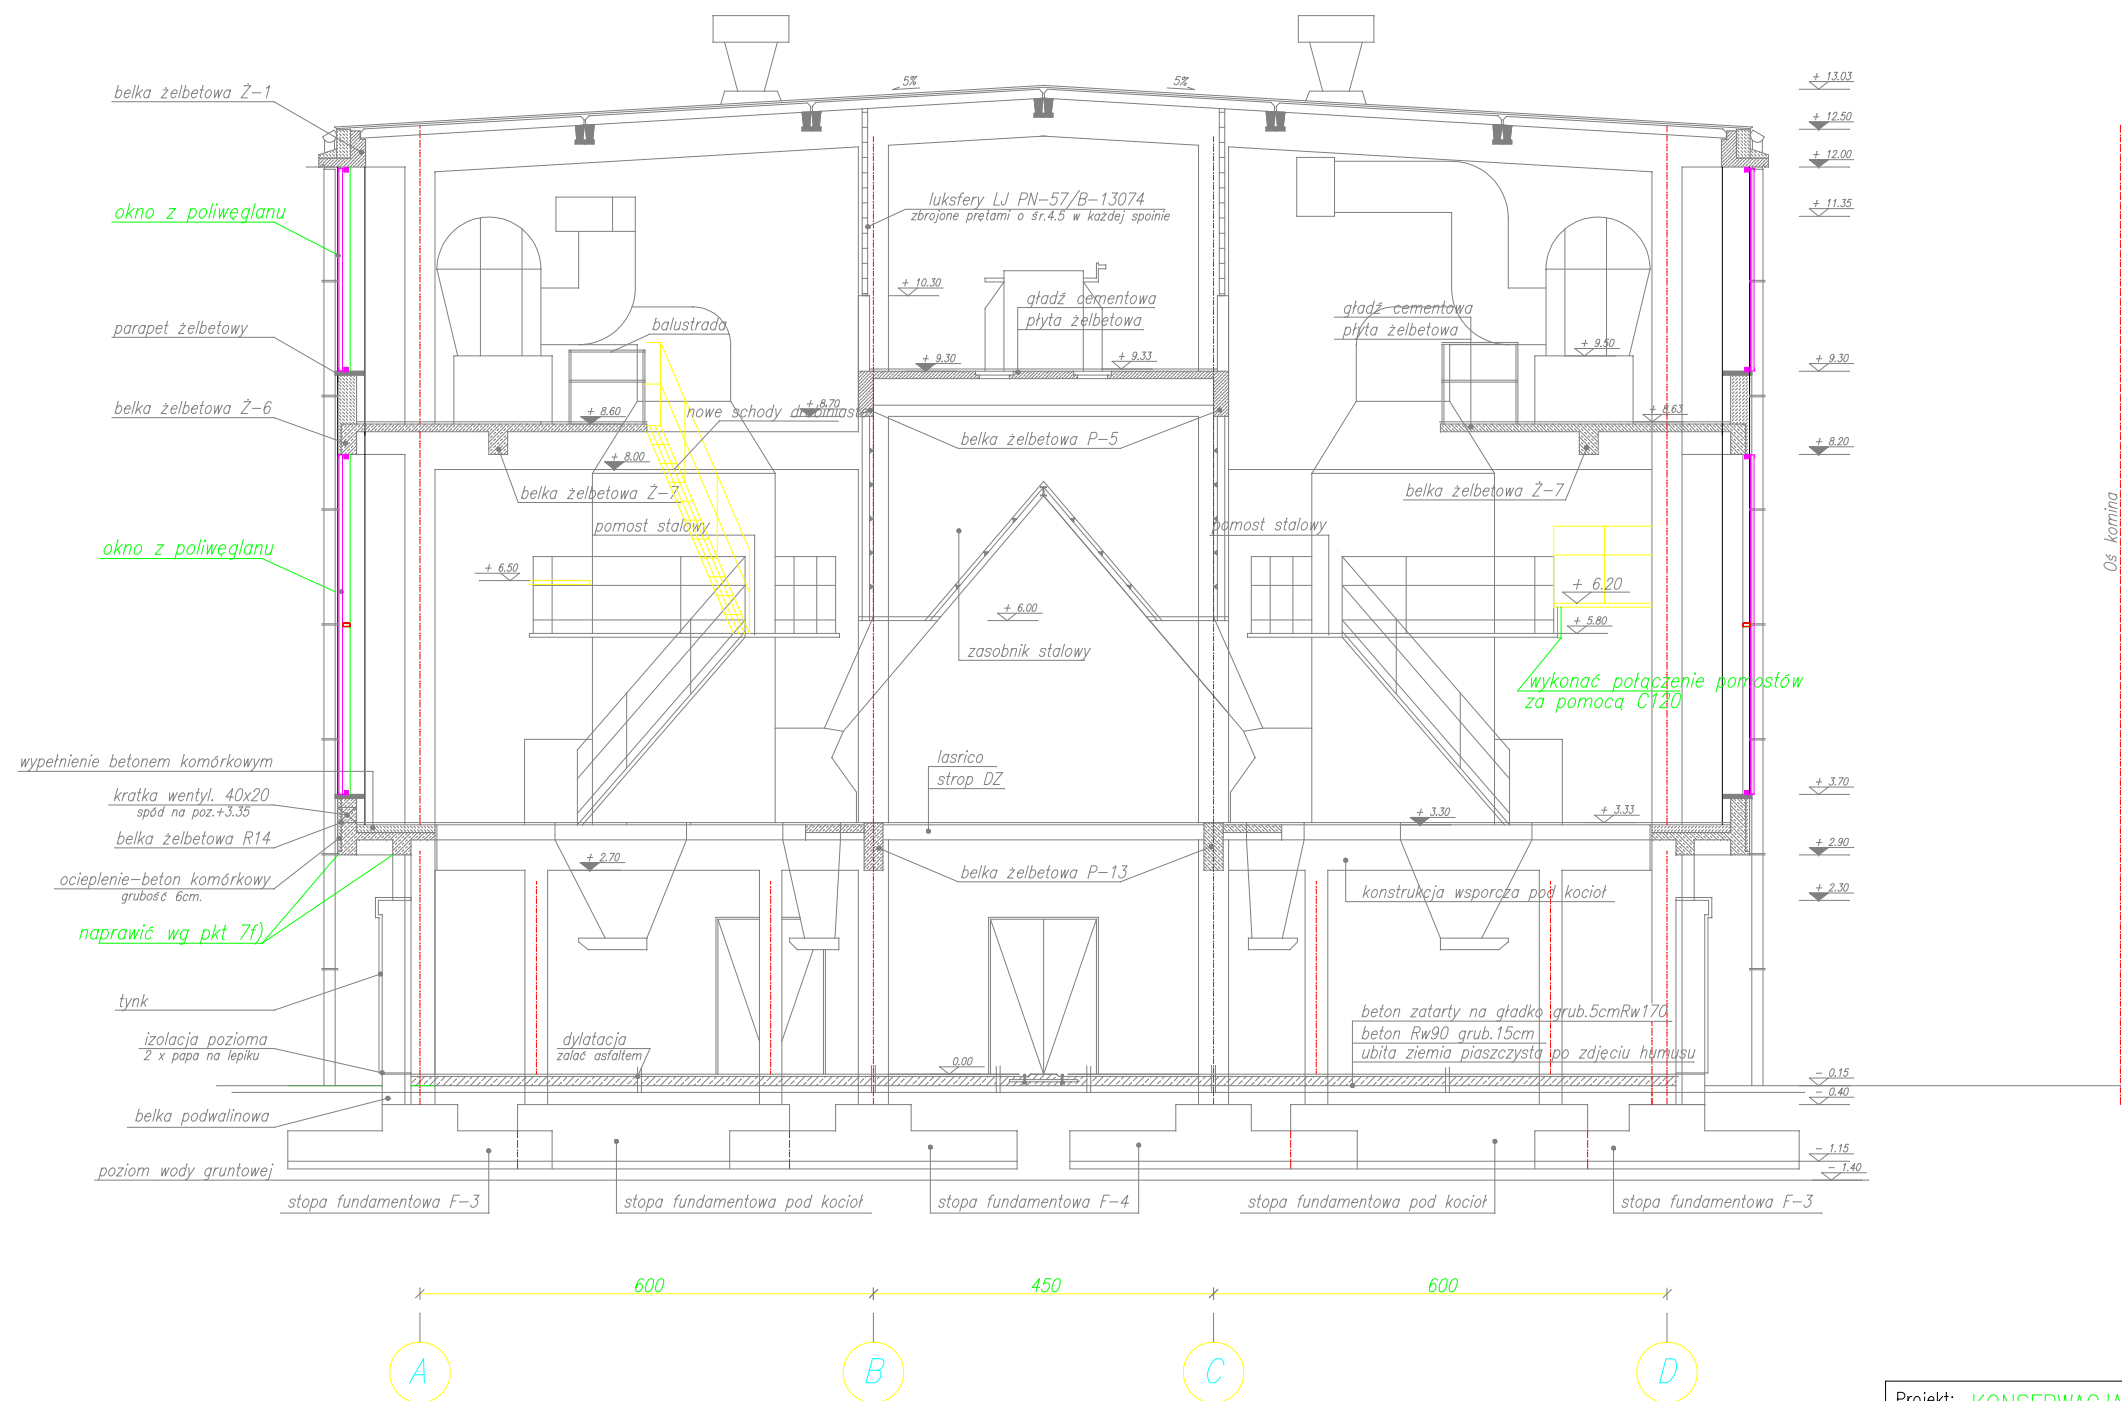 5%
5%
+ 13.03
belka żelbetowa Ż-1
+ 12.50
+ 12.00
okno z poliwęglanu
luksfery LJ PN-57/B-13074
zbrojone prętami o śr.4.5 w każdej spoinie
+ 11.35
+ 10.30
gładź cementowa
płyta żelbetowa
gładź cementowa
płyta żelbetowa
parapet żelbetowy
balustrada
+ 9.30
+ 9.33
+ 9.50
+ 9.30
belka żelbetowa Ż-6
+ 8.60
nowe schody drabiniaste
+ 8.70
+ 8.63
belka żelbetowa P-5
+ 8.20
+ 8.00
belka żelbetowa Ż-7
belka żelbetowa Ż-7
pomost stalowy
pomost stalowy
Oś komina
okno z poliwęglanu
+ 6.50
+ 6.20
+ 6.00
+ 5.80
zasobnik stalowy
wykonać połączenie pomostów
za pomocą C120
wypełnienie betonem komórkowym
lasrico
strop DZ
+ 3.70
kratka wentyl. 40x20
spód na poz.+3.35
+ 3.30
+ 3.33
belka żelbetowa R14
+ 2.90
+ 2.70
ocieplenie-beton komórkowy
grubość 6cm.
belka żelbetowa P-13
konstrukcja wsporcza pod kocioł
+ 2.30
naprawić wg pkt 7f)
tynk
beton zatarty na gładko grub.5cmRw170
beton Rw90 grub.15cm
ubita ziemia piaszczysta po zdjęciu humusu
izolacja pozioma
2 x papa na lepiku
dylatacja
zalać asfaltem
0.00
- 0.15
- 0.40
belka podwalinowa
- 1.15
- 1.40
poziom wody gruntowej
stopa fundamentowa F-3
stopa fundamentowa pod kocioł
stopa fundamentowa F-4
stopa fundamentowa pod kocioł
stopa fundamentowa F-3
600
450
600
A
B
C
D
Projekt: KONSERWACJA